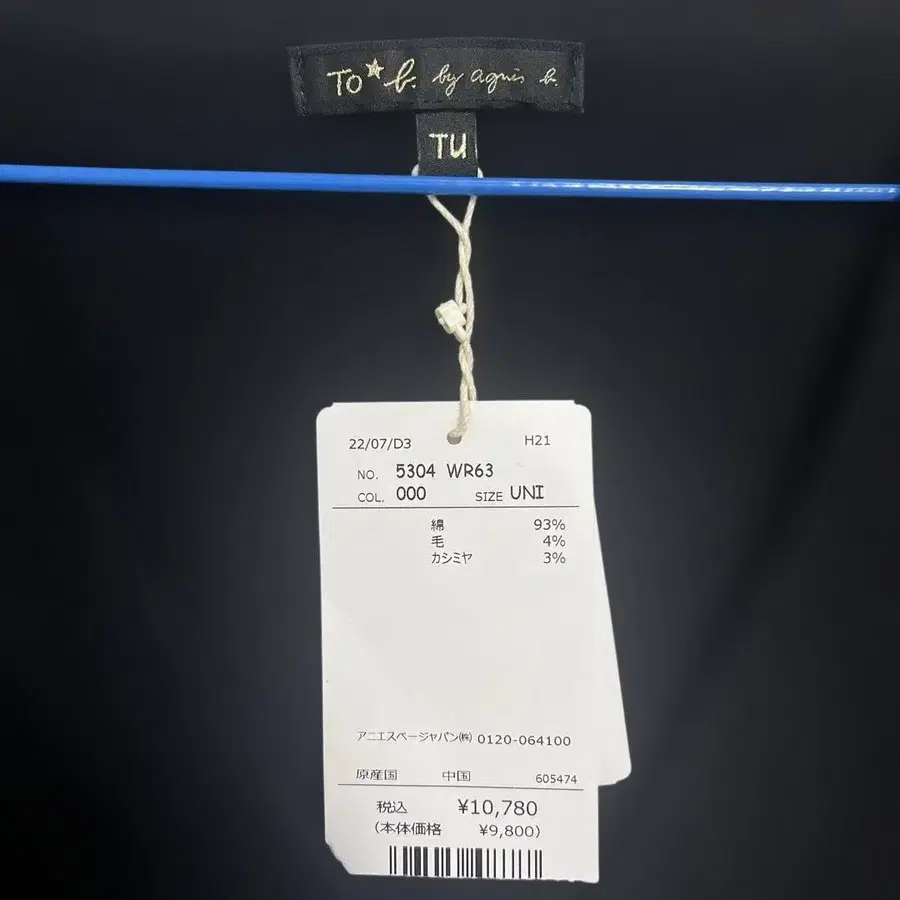 TO★b. by agnès b.
TU
22/07/D3 H21
NO. 5304 WR63
COL. 000 SIZE UNI
綿 93%
毛 4%
カシミヤ 3%
アニエスベージャパン㈱ 0120-064100
原産国 中国 605474
税込 ¥10,780
(本体価格 ¥9,800)